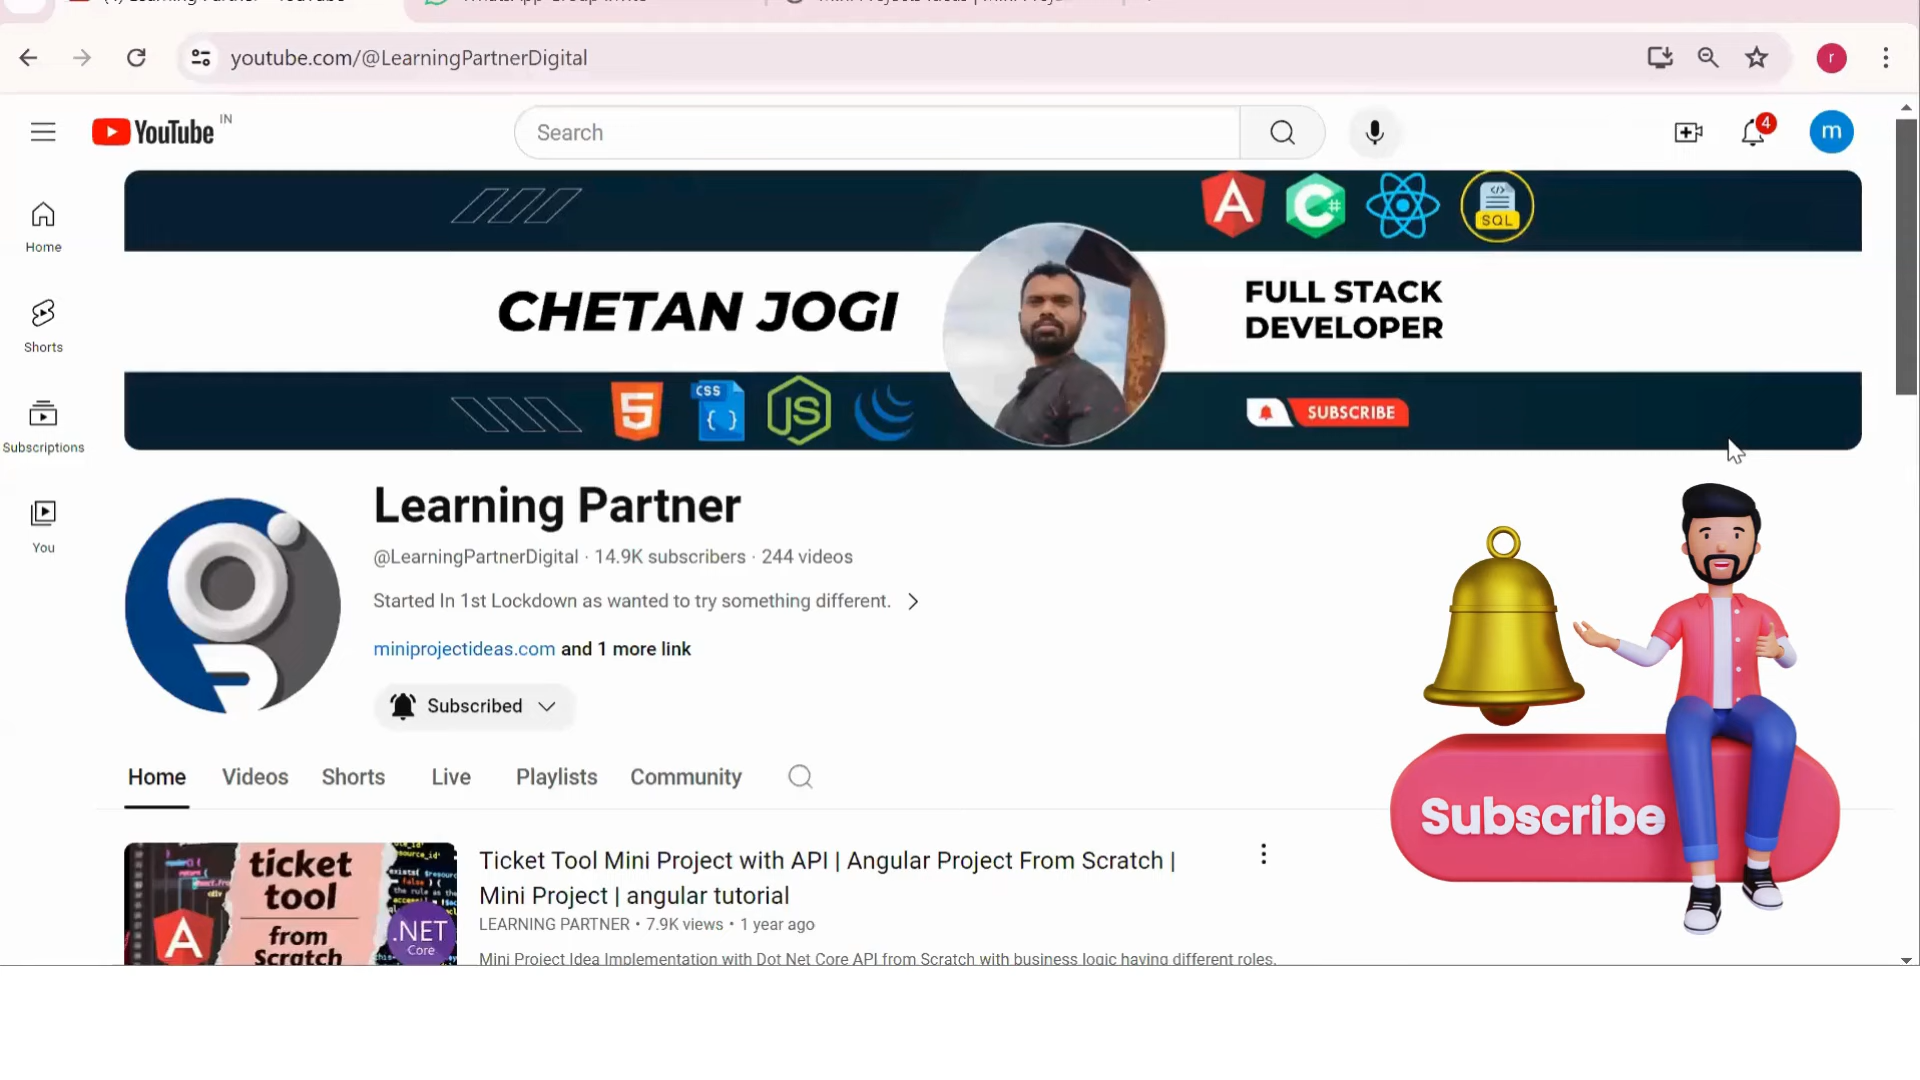 youtube.com/@LearningPartnerDigital
r
YouTube IN
Search
4
m
Home
Shorts
Subscriptions
You
SQL
CHETAN JOGI
FULL STACK
DEVELOPER
5
CSS
JS
SUBSCRIBE
Learning Partner
@LearningPartnerDigital · 14.9K subscribers · 244 videos
Started In 1st Lockdown as wanted to try something different.
miniprojectideas.com and 1 more link
Subscribed
Subscribe
Home Videos Shorts Live Playlists Community
ticket
tool
from
Scratch
.NET
Core
Ticket Tool Mini Project with API | Angular Project From Scratch |
Mini Project | angular tutorial
LEARNING PARTNER • 7.9K views • 1 year ago
Mini Project Idea Implementation with Dot Net Core API from Scratch with business logic having different roles.